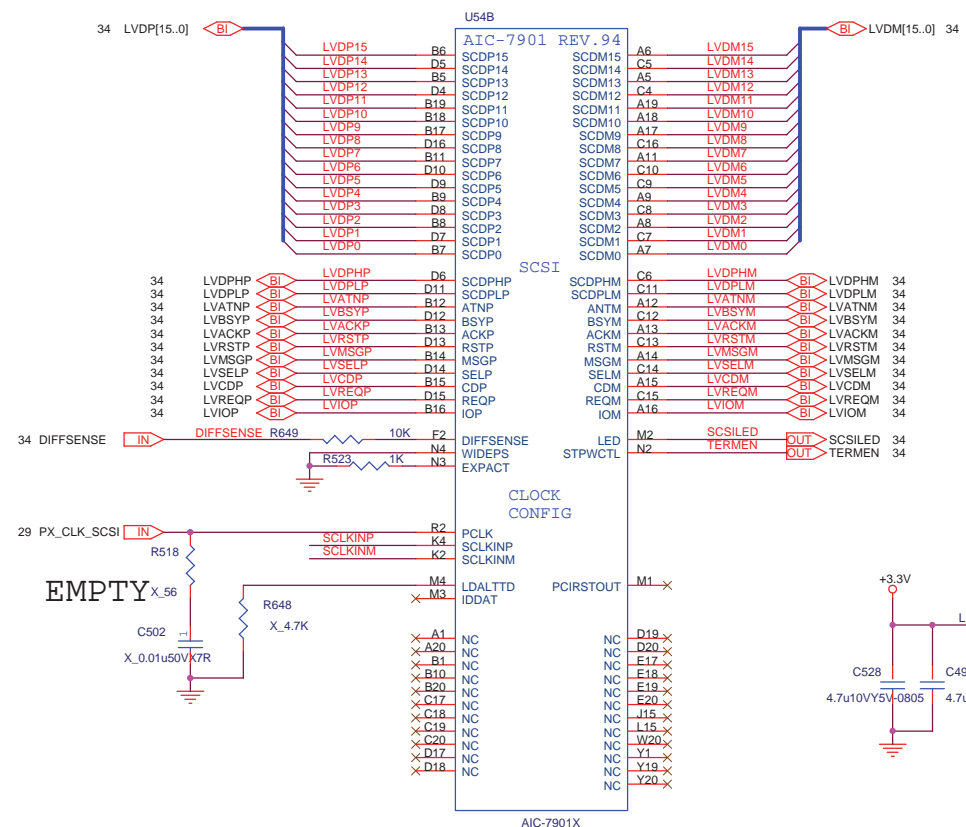 U54B
34 LVDP[15..0] BI
BI LVDM[15..0] 34
AIC-7901 REV.94
LVDP15 B6 SCDP15 SCDM15 A6 LVDM15
LVDP14 D5 SCDP14 SCDM14 C5 LVDM14
LVDP13 B5 SCDP13 SCDM13 A5 LVDM13
LVDP12 D4 SCDP12 SCDM12 C4 LVDM12
LVDP11 B19 SCDP11 SCDM11 A19 LVDM11
LVDP10 B18 SCDP10 SCDM10 A18 LVDM10
LVDP9 B17 SCDP9 SCDM9 A17 LVDM9
LVDP8 D16 SCDP8 SCDM8 C16 LVDM8
LVDP7 B11 SCDP7 SCDM7 A11 LVDM7
LVDP6 D10 SCDP6 SCDM6 C10 LVDM6
LVDP5 D9 SCDP5 SCDM5 C9 LVDM5
LVDP4 B9 SCDP4 SCDM4 A9 LVDM4
LVDP3 D8 SCDP3 SCDM3 C8 LVDM3
LVDP2 B8 SCDP2 SCDM2 A8 LVDM2
LVDP1 D7 SCDP1 SCDM1 C7 LVDM1
LVDP0 B7 SCDP0 SCDM0 A7 LVDM0
SCSI
34 LVDPHP BI LVDPHP D6 SCDPHP SCDPHM C6 LVDPHM BI LVDPHM 34
34 LVDPLP BI LVDPLP D11 SCDPLP SCDPLM C11 LVDPLM BI LVDPLM 34
34 LVATNP BI LVATNP B12 ATNP ANTM A12 LVATNM BI LVATNM 34
34 LVBSYP BI LVBSYP D12 BSYP BSYM C12 LVBSYM BI LVBSYM 34
34 LVACKP BI LVACKP B13 ACKP ACKM A13 LVACKM BI LVACKM 34
34 LVRSTP BI LVRSTP D13 RSTP RSTM C13 LVRSTM BI LVRSTM 34
34 LVMSGP BI LVMSGP B14 MSGP MSGM A14 LVMSGM BI LVMSGM 34
34 LVSELP BI LVSELP D14 SELP SELM C14 LVSELM BI LVSELM 34
34 LVCDP BI LVCDP B15 CDP CDM A15 LVCDM BI LVCDM 34
34 LVREQP BI LVREQP D15 REQP REQM C15 LVREQM BI LVREQM 34
34 LVIOP BI LVIOP B16 IOP IOM A16 LVIOM BI LVIOM 34
34 DIFFSENSE IN DIFFSENSE R649 10K F2 DIFFSENSE LED M2 SCSILED OUT SCSILED 34
N4 WIDEPS STPWCTL N2 TERMEN OUT TERMEN 34
R523 1K N3 EXPACT
CLOCK
CONFIG
29 PX_CLK_SCSI IN R2 PCLK
SCLKINP K4 SCLKINP
SCLKINM K2 SCLKINM
R518
EMPTY X_56
M4 LDALTTD PCIRSTOUT M1
M3 IDDAT
R648
X_4.7K
C502 1
X_0.01u50VX7R
+3.3V
L
C528 C49
4.7u10VY5V-0805 4.7u
A1 NC NC D19
A20 NC NC D20
B1 NC NC E17
B10 NC NC E18
B20 NC NC E19
C17 NC NC E20
C18 NC NC J15
C19 NC NC L15
C20 NC NC W20
D17 NC NC Y1
D18 NC NC Y19
NC Y20
AIC-7901X